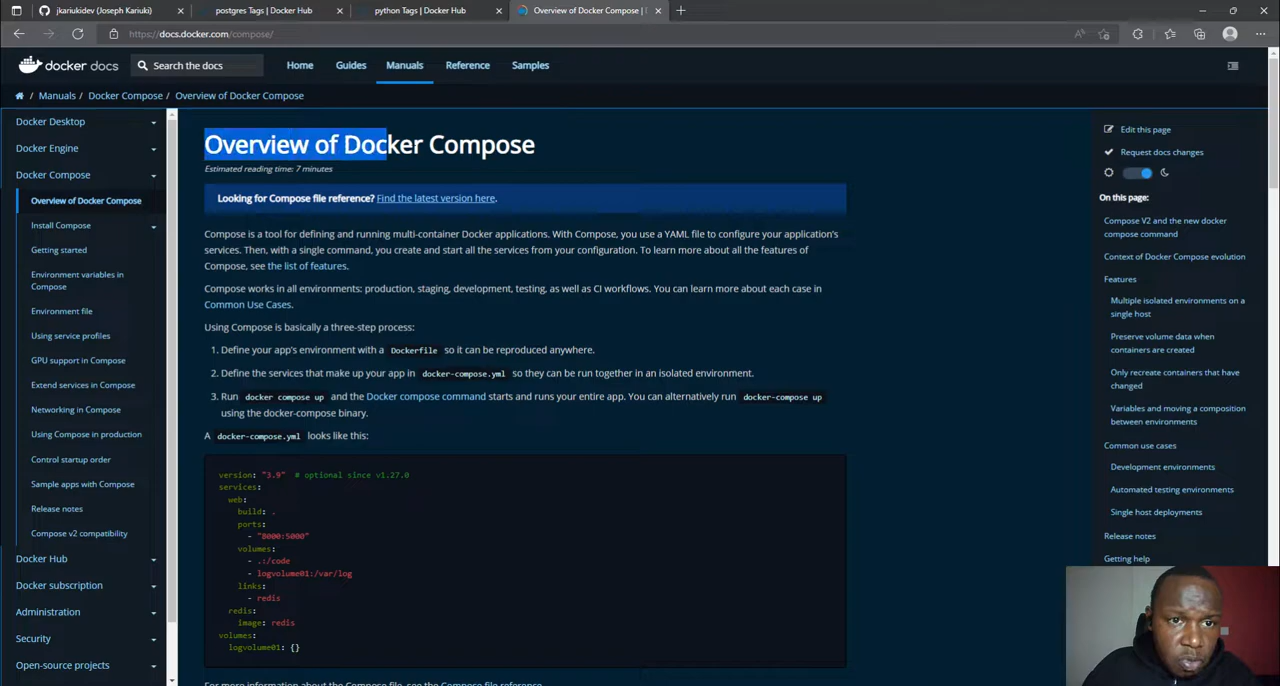 jkariukidev (Joseph Kariuki)
postgres Tags | Docker Hub
python Tags | Docker Hub
Overview of Docker Compose |
https://docs.docker.com/compose/
docker docs
Search the docs
Home
Guides
Manuals
Reference
Samples
/ Manuals / Docker Compose / Overview of Docker Compose
Docker Desktop
Docker Engine
Docker Compose
Overview of Docker Compose
Install Compose
Getting started
Environment variables in
Compose
Environment file
Using service profiles
GPU support in Compose
Extend services in Compose
Networking in Compose
Using Compose in production
Control startup order
Sample apps with Compose
Release notes
Compose v2 compatibility
Docker Hub
Docker subscription
Administration
Security
Open-source projects
Overview of Docker Compose
Estimated reading time: 7 minutes
Looking for Compose file reference? Find the latest version here.
Compose is a tool for defining and running multi-container Docker applications. With Compose, you use a YAML file to configure your application's
services. Then, with a single command, you create and start all the services from your configuration. To learn more about all the features of
Compose, see the list of features.
Compose works in all environments: production, staging, development, testing, as well as CI workflows. You can learn more about each case in
Common Use Cases.
Using Compose is basically a three-step process:
1. Define your app's environment with a Dockerfile so it can be reproduced anywhere.
2. Define the services that make up your app in docker-compose.yml so they can be run together in an isolated environment.
3. Run docker compose up and the Docker compose command starts and runs your entire app. You can alternatively run docker-compose up
using the docker-compose binary.
A docker-compose.yml looks like this:
version: "3.9" # optional since v1.27.0
services:
web:
build: .
ports:
- "8000:5000"
volumes:
- .:/code
- logvolume01:/var/log
links:
- redis
redis:
image: redis
volumes:
logvolume01: {}
For more information about the Compose file, see the Compose file reference.
Edit this page
Request docs changes
On this page:
Compose V2 and the new docker
compose command
Context of Docker Compose evolution
Features
Multiple isolated environments on a
single host
Preserve volume data when
containers are created
Only recreate containers that have
changed
Variables and moving a composition
between environments
Common use cases
Development environments
Automated testing environments
Single host deployments
Release notes
Getting help